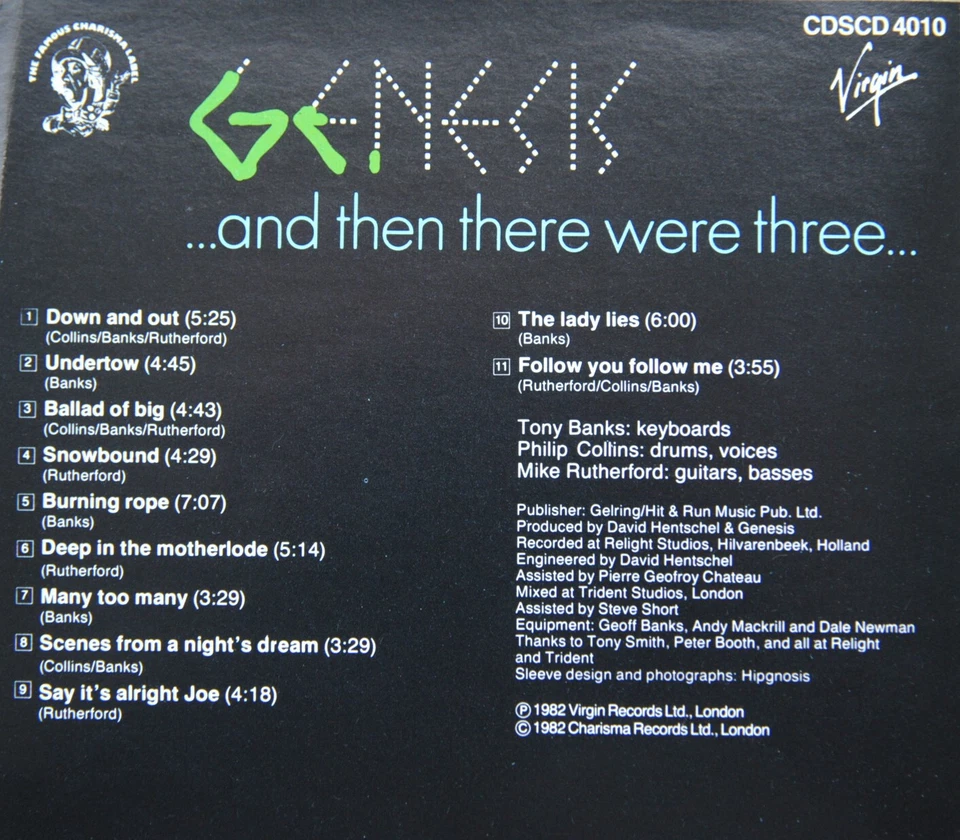 THE FAMOUS CHARISMA LABEL
CDSCD 4010
Virgin
GENESIS
...and then there were three...
1 Down and out (5:25)
(Collins/Banks/Rutherford)
2 Undertow (4:45)
(Banks)
3 Ballad of big (4:43)
(Collins/Banks/Rutherford)
4 Snowbound (4:29)
(Rutherford)
5 Burning rope (7:07)
(Banks)
6 Deep in the motherlode (5:14)
(Rutherford)
7 Many too many (3:29)
(Banks)
8 Scenes from a night's dream (3:29)
(Collins/Banks)
9 Say it's alright Joe (4:18)
(Rutherford)
10 The lady lies (6:00)
(Banks)
11 Follow you follow me (3:55)
(Rutherford/Collins/Banks)
Tony Banks: keyboards
Philip Collins: drums, voices
Mike Rutherford: guitars, basses
Publisher: Gelring/Hit & Run Music Pub. Ltd.
Produced by David Hentschel & Genesis
Recorded at Relight Studios, Hilvarenbeek, Holland
Engineered by David Hentschel
Assisted by Pierre Geofroy Chateau
Mixed at Trident Studios, London
Assisted by Steve Short
Equipment: Geoff Banks, Andy Mackrill and Dale Newman
Thanks to Tony Smith, Peter Booth, and all at Relight
and Trident
Sleeve design and photographs: Hipgnosis
℗ 1982 Virgin Records Ltd., London
© 1982 Charisma Records Ltd., London